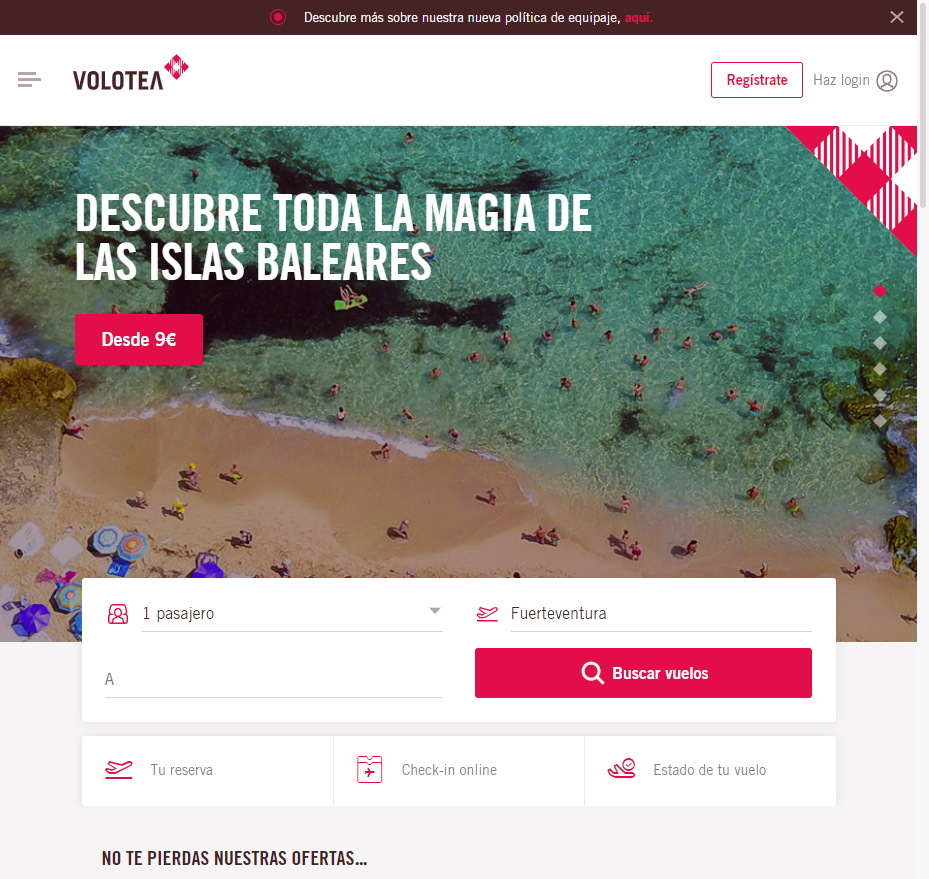 Descubre más sobre nuestra nueva política de equipaje, aquí.
VOLOTEA
Regístrate
Haz login
DESCUBRE TODA LA MAGIA DE
LAS ISLAS BALEARES
Desde 9€
1 pasajero
Fuerteventura
A
Buscar vuelos
Tu reserva
Check-in online
Estado de tu vuelo
NO TE PIERDAS NUESTRAS OFERTAS...